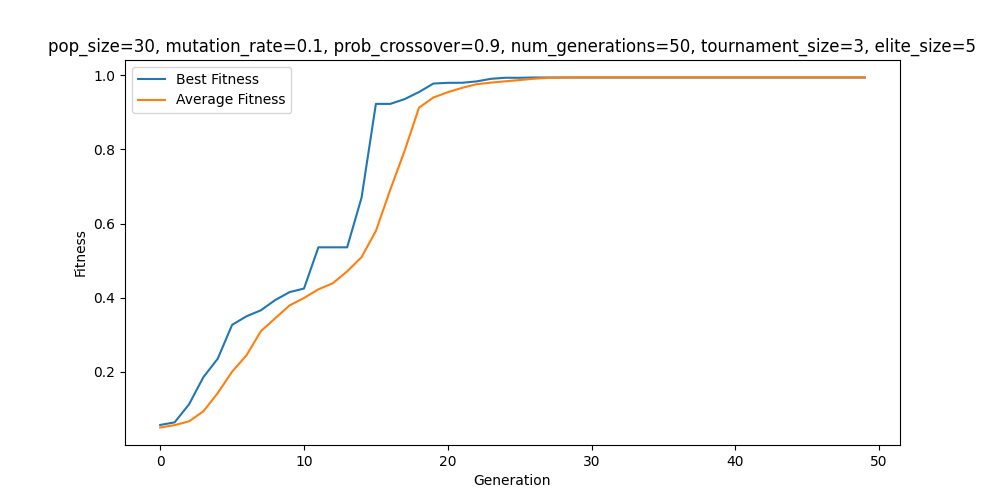 pop_size=30, mutation_rate=0.1, prob_crossover=0.9, num_generations=50, tournament_size=3, elite_size=5
Best Fitness
Average Fitness
1.0
0.8
0.6
0.4
0.2
Fitness
0 10 20 30 40 50
Generation